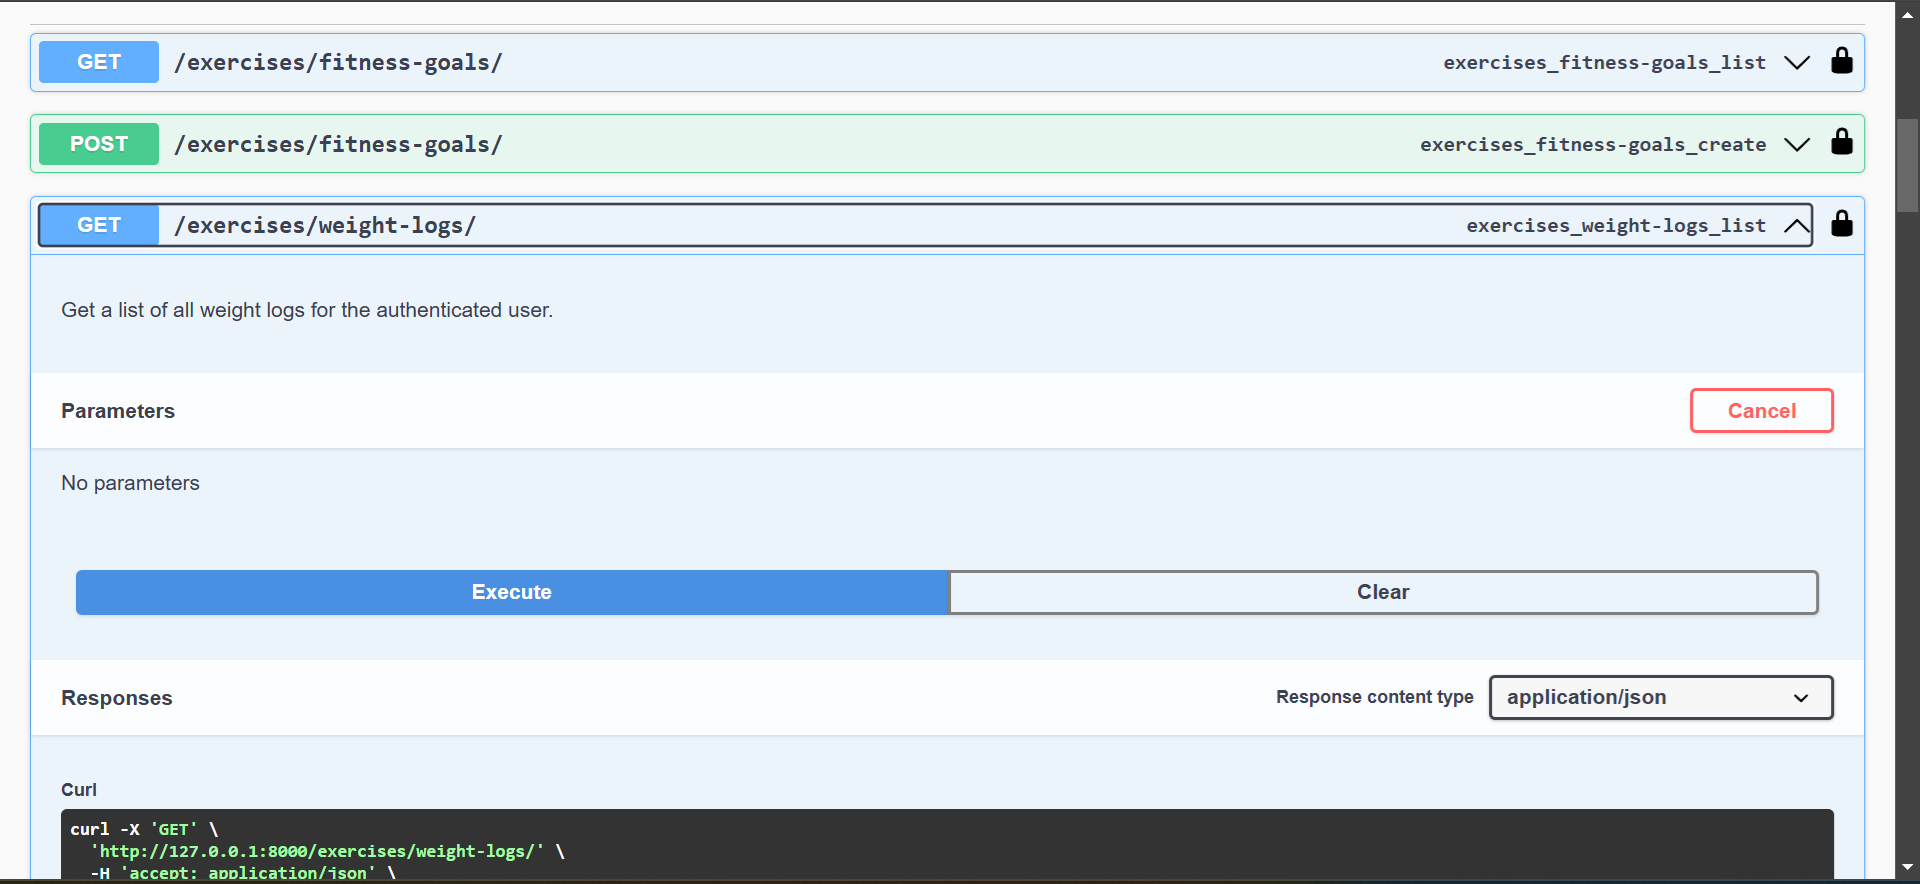 GET /exercises/fitness-goals/ exercises_fitness-goals_list
POST /exercises/fitness-goals/ exercises_fitness-goals_create
GET /exercises/weight-logs/ exercises_weight-logs_list
Get a list of all weight logs for the authenticated user.
Parameters Cancel
No parameters
Execute Clear
Responses Response content type application/json
Curl
curl -X 'GET' \
'http://127.0.0.1:8000/exercises/weight-logs/' \
-H 'accept: application/json' \